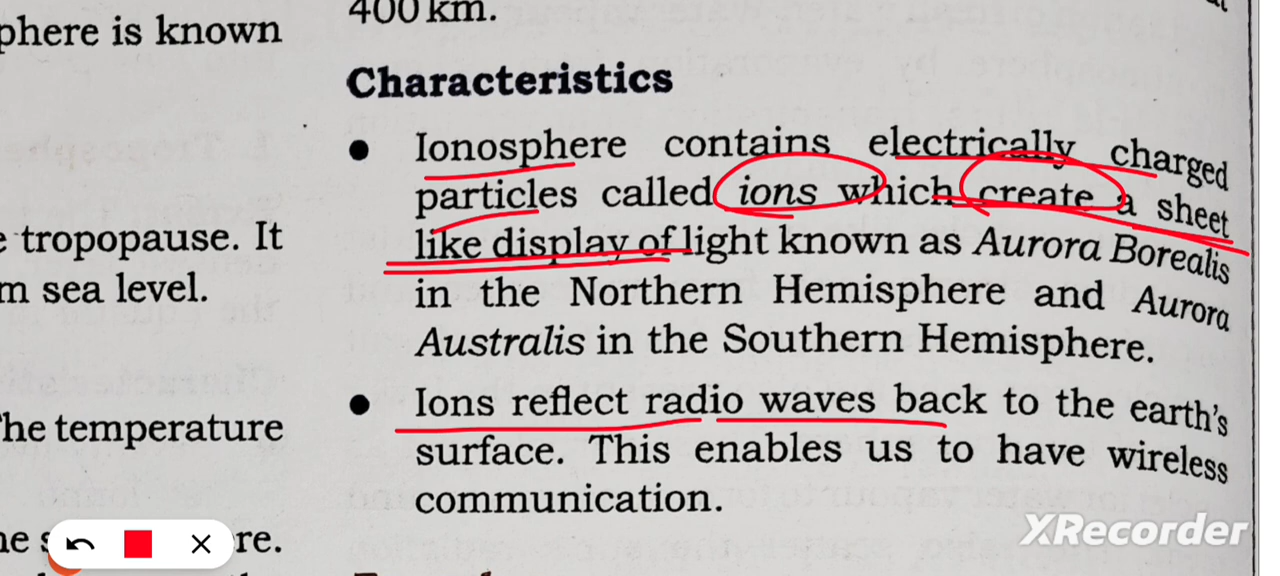 phere is known
tropopause. It
m sea level.
he temperature
re.
400 km.
Characteristics
• Ionosphere contains electrically charged
particles called ions which create a sheet
like display of light known as Aurora Borealis
in the Northern Hemisphere and Aurora
Australis in the Southern Hemisphere.
• Ions reflect radio waves back to the earth's
surface. This enables us to have wireless
communication.
XRecorder